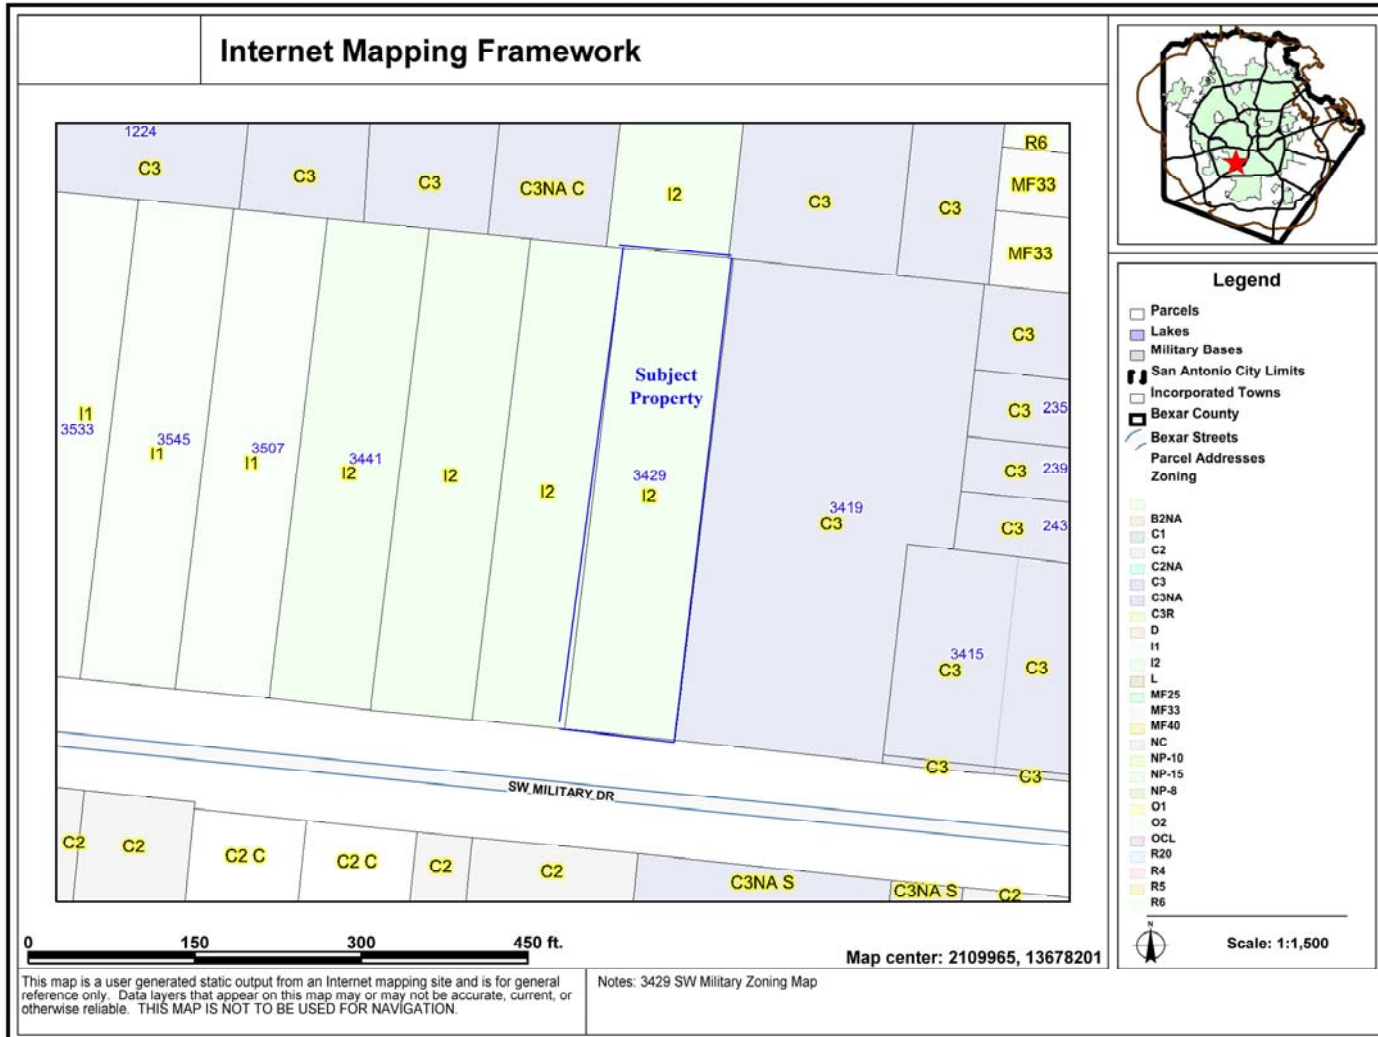 Internet Mapping Framework
1224
C3
C3
C3
C3NA C
I2
C3
C3
R6
MF33
MF33
C3
C3 235
C3 239
C3 243
Subject
Property
I1
3533
3545
I1
3507
I1
3441
I2
I2
I2
3429
I2
3419
C3
3415
C3
C3
C3
C3
SW MILITARY DR
C2
C2
C2 C
C2 C
C2
C2
C3NA S
C3NA S
C2
0 150 300 450 ft.
Map center: 2109965, 13678201
This map is a user generated static output from an Internet mapping site and is for general
reference only. Data layers that appear on this map may or may not be accurate, current, or
otherwise reliable. THIS MAP IS NOT TO BE USED FOR NAVIGATION.
Notes: 3429 SW Military Zoning Map
Legend
Parcels
Lakes
Military Bases
San Antonio City Limits
Incorporated Towns
Bexar County
Bexar Streets
Parcel Addresses
Zoning
B2NA
C1
C2
C2NA
C3
C3NA
C3R
D
I1
I2
L
MF25
MF33
MF40
NC
NP-10
NP-15
NP-8
O1
O2
OCL
R20
R4
R5
R6
N
Scale: 1:1,500